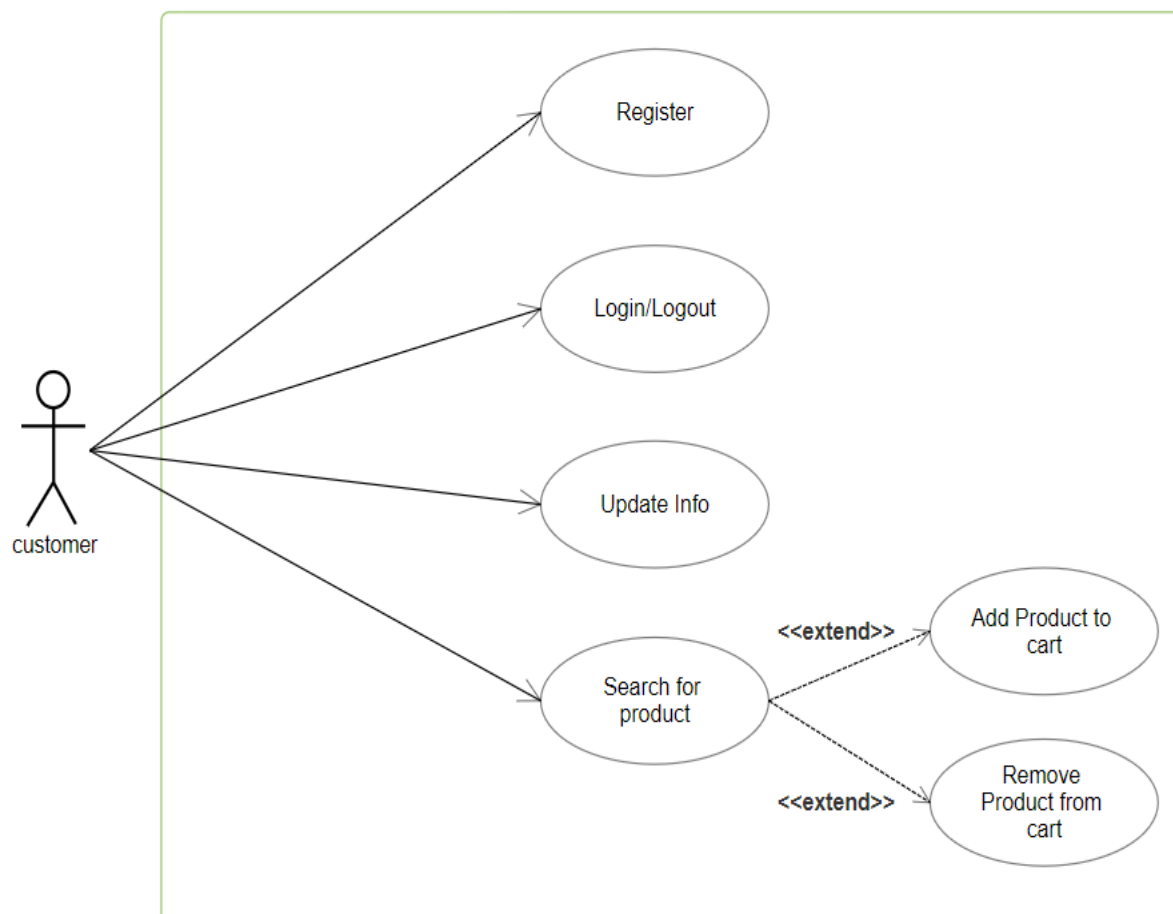 Register
Login/Logout
customer
Update Info
Search for
product
<<extend>>
Add Product to
cart
<<extend>>
Remove
Product from
cart